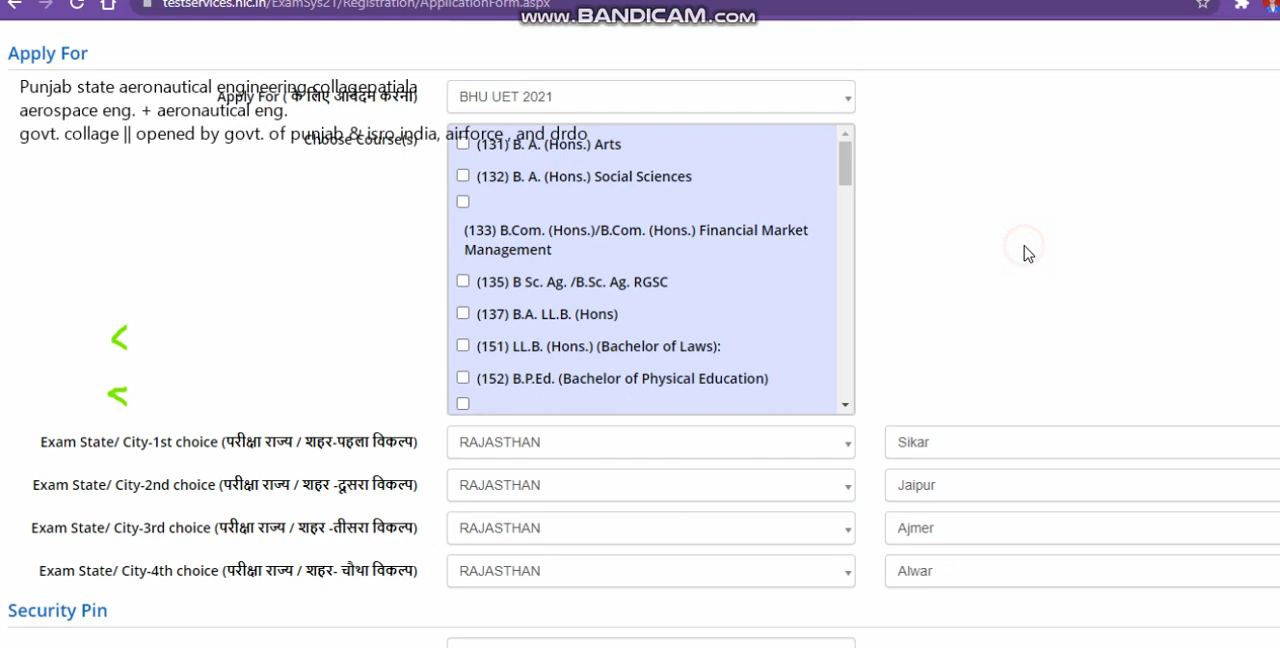 testservices.nic.in/ExamSys21/Registration/ApplicationForm.aspx
www.BANDICAM.com
Apply For
Punjab state aeronautical engineering collagepatiala
Apply For ( के लिए आवेदन करना)
BHU UET 2021
aerospace eng. + aeronautical eng.
govt. collage || opened by govt. of punjab & isro india, airforce , and drdo
Choose Course(s)
(131) B. A. (Hons.) Arts
(132) B. A. (Hons.) Social Sciences
(133) B.Com. (Hons.)/B.Com. (Hons.) Financial Market
Management
(135) B Sc. Ag. /B.Sc. Ag. RGSC
(137) B.A. LL.B. (Hons)
(151) LL.B. (Hons.) (Bachelor of Laws):
(152) B.P.Ed. (Bachelor of Physical Education)
Exam State/ City-1st choice (परीक्षा राज्य / शहर-पहला विकल्प) RAJASTHAN Sikar
Exam State/ City-2nd choice (परीक्षा राज्य / शहर -दूसरा विकल्प) RAJASTHAN Jaipur
Exam State/ City-3rd choice (परीक्षा राज्य / शहर -तीसरा विकल्प) RAJASTHAN Ajmer
Exam State/ City-4th choice (परीक्षा राज्य / शहर- चौथा विकल्प) RAJASTHAN Alwar
Security Pin